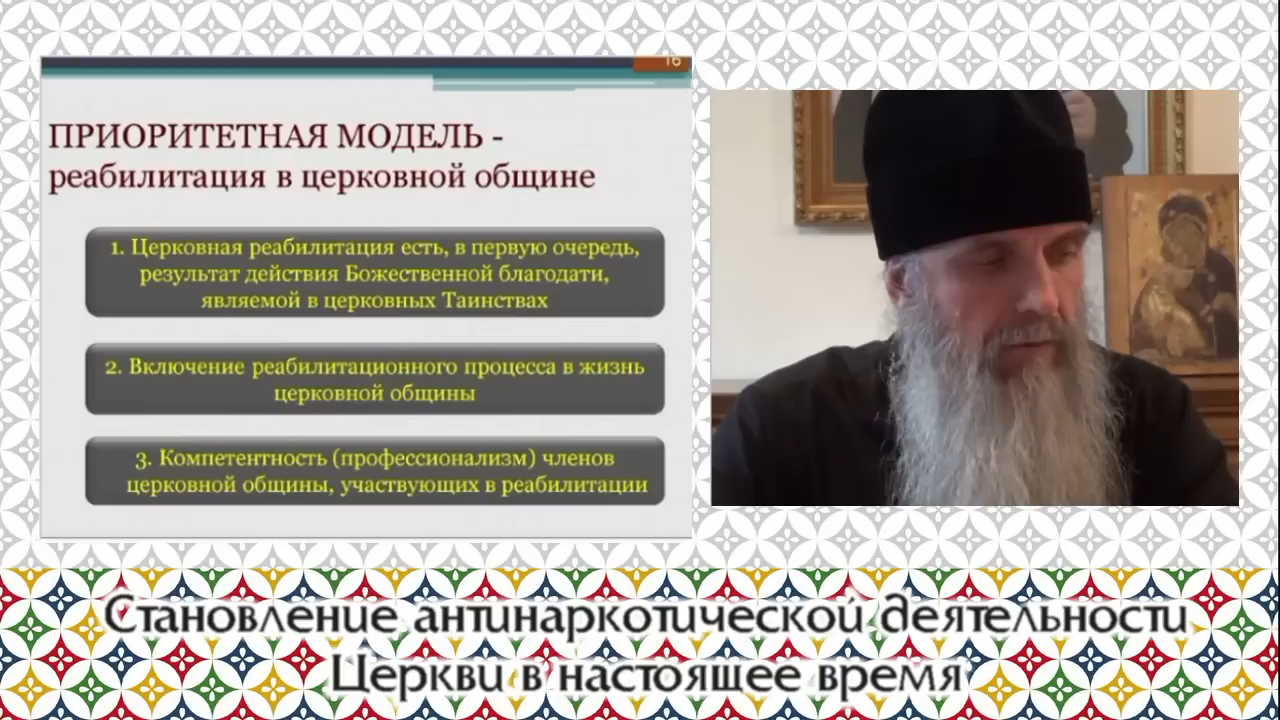 16
ПРИОРИТЕТНАЯ МОДЕЛЬ -
реабилитация в церковной общине
1. Церковная реабилитация есть, в первую очередь,
результат действия Божественной благодати,
являемой в церковных Таинствах
2. Включение реабилитационного процесса в жизнь
церковной общины
3. Компетентность (профессионализм) членов
церковной общины, участвующих в реабилитации
Становление антинаркотической деятельности
Церкви в настоящее время